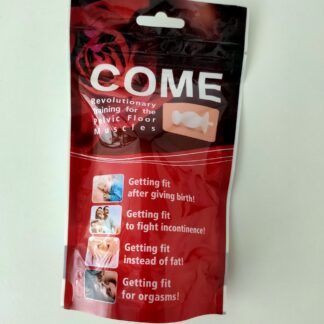 COME
Revolutionary
Training for the
Pelvic Floor
Muscles
Getting fit
after giving birth!
Getting fit
to fight incontinence!
Getting fit
instead of fat!
Getting fit
for orgasms!